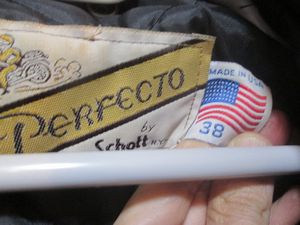 Perfecto
by
Schott N.Y.
MADE IN USA
38